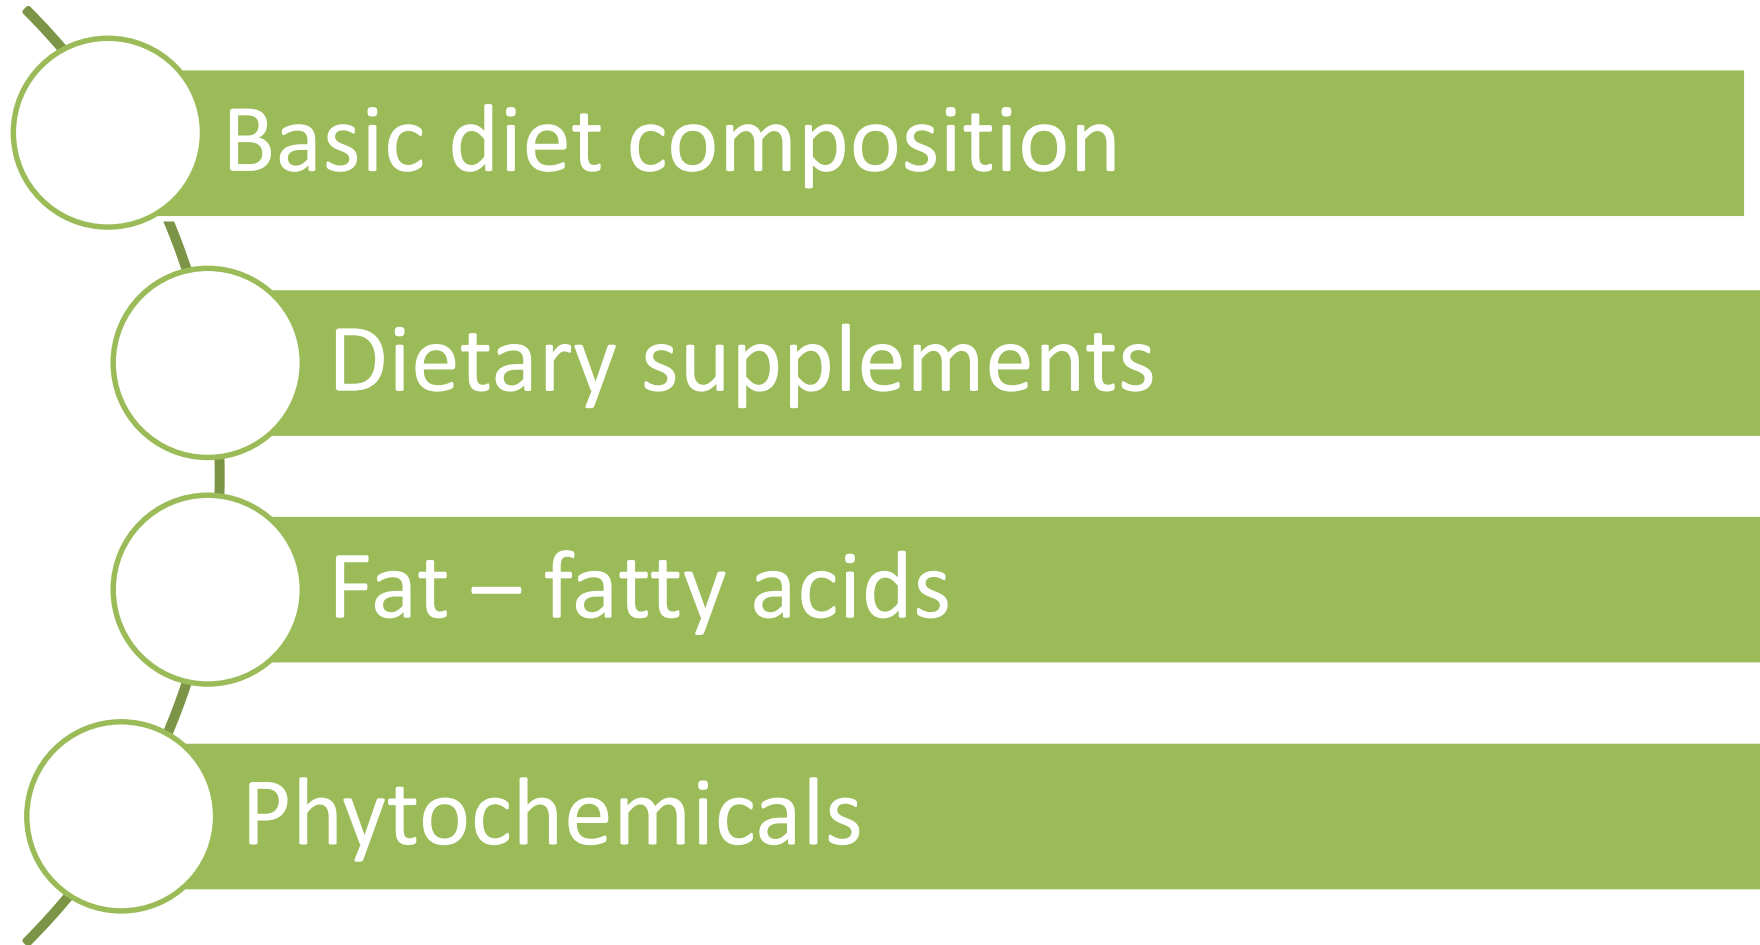 Basic diet composition
Dietary supplements
Fat – fatty acids
Phytochemicals